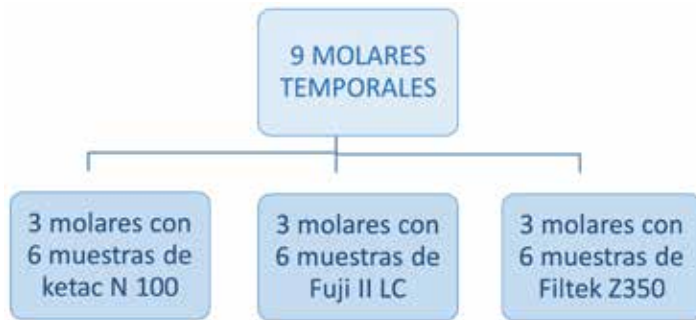 9 MOLARES
TEMPORALES
3 molares con
6 muestras de
ketac N 100
3 molares con
6 muestras de
Fuji II LC
3 molares con
6 muestras de
Filtek Z350